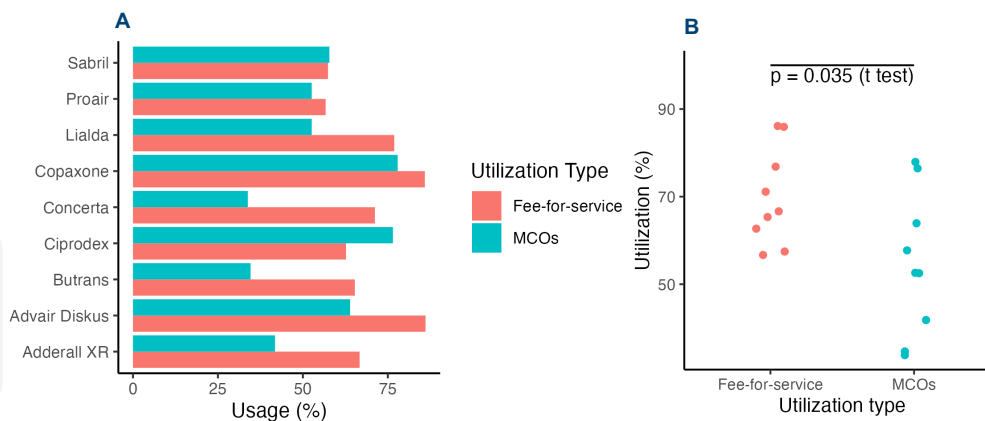 A
Sabril
Proair
Lialda
Copaxone
Concerta
Ciprodex
Butrans
Advair Diskus
Adderall XR
0 25 50 75
Usage (%)
Utilization Type
Fee-for-service
MCOs
B
p = 0.035 (t test)
90
70
50
Utilization (%)
Fee-for-service MCOs
Utilization type